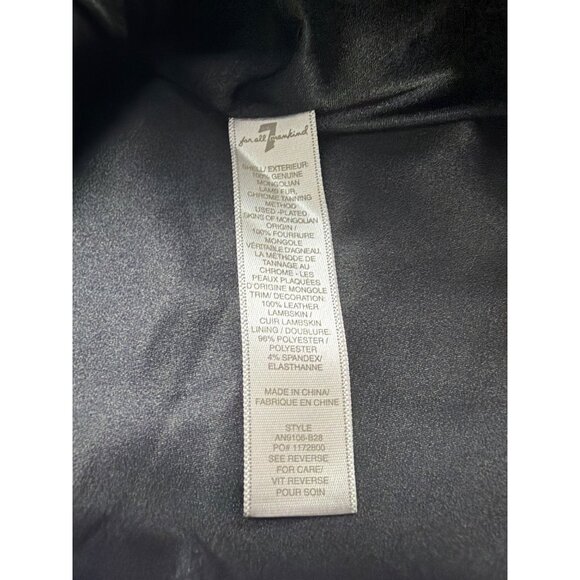 7
for all mankind
SHELL/ EXTERIEUR:
100% GENUINE
MONGOLIAN
LAMB FUR,
CHROME TANNING
METHOD
USED -PLATED
SKINS OF MONGOLIAN
ORIGIN /
100% FOURRURE
MONGOLE
VÉRITABLE D'AGNEAU.
LA MÉTHODE DE
TANNAGE AU
CHROME - LES
PEAUX PLAQUÉES
D'ORIGINE MONGOLE
TRIM/ DECORATION:
100% LEATHER
LAMBSKIN /
CUIR LAMBSKIN
LINING / DOUBLURE:
96% POLYESTER /
POLYESTER
4% SPANDEX/
ELASTHANNE
MADE IN CHINA/
FABRIQUE EN CHINE
STYLE
AN9106-B28
PO# 1172800
SEE REVERSE
FOR CARE/
VIT REVERSE
POUR SOIN